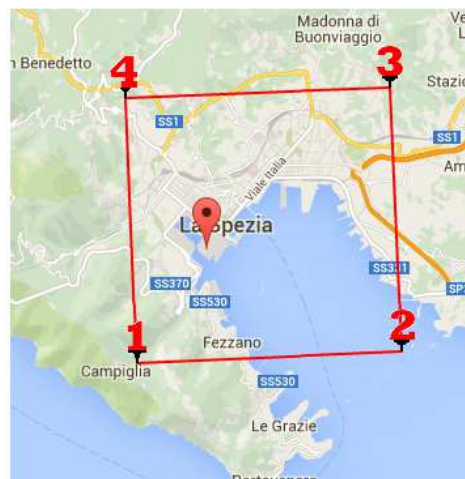 Madonna di
Buonviaggio
Ve
L
n Benedetto
4
3
Stazio
SS1
SS1
Am
Viale Italia
La Spezia
SS370
SS331
SP
SS530
1
2
Fezzano
Campiglia
SS530
Le Grazie